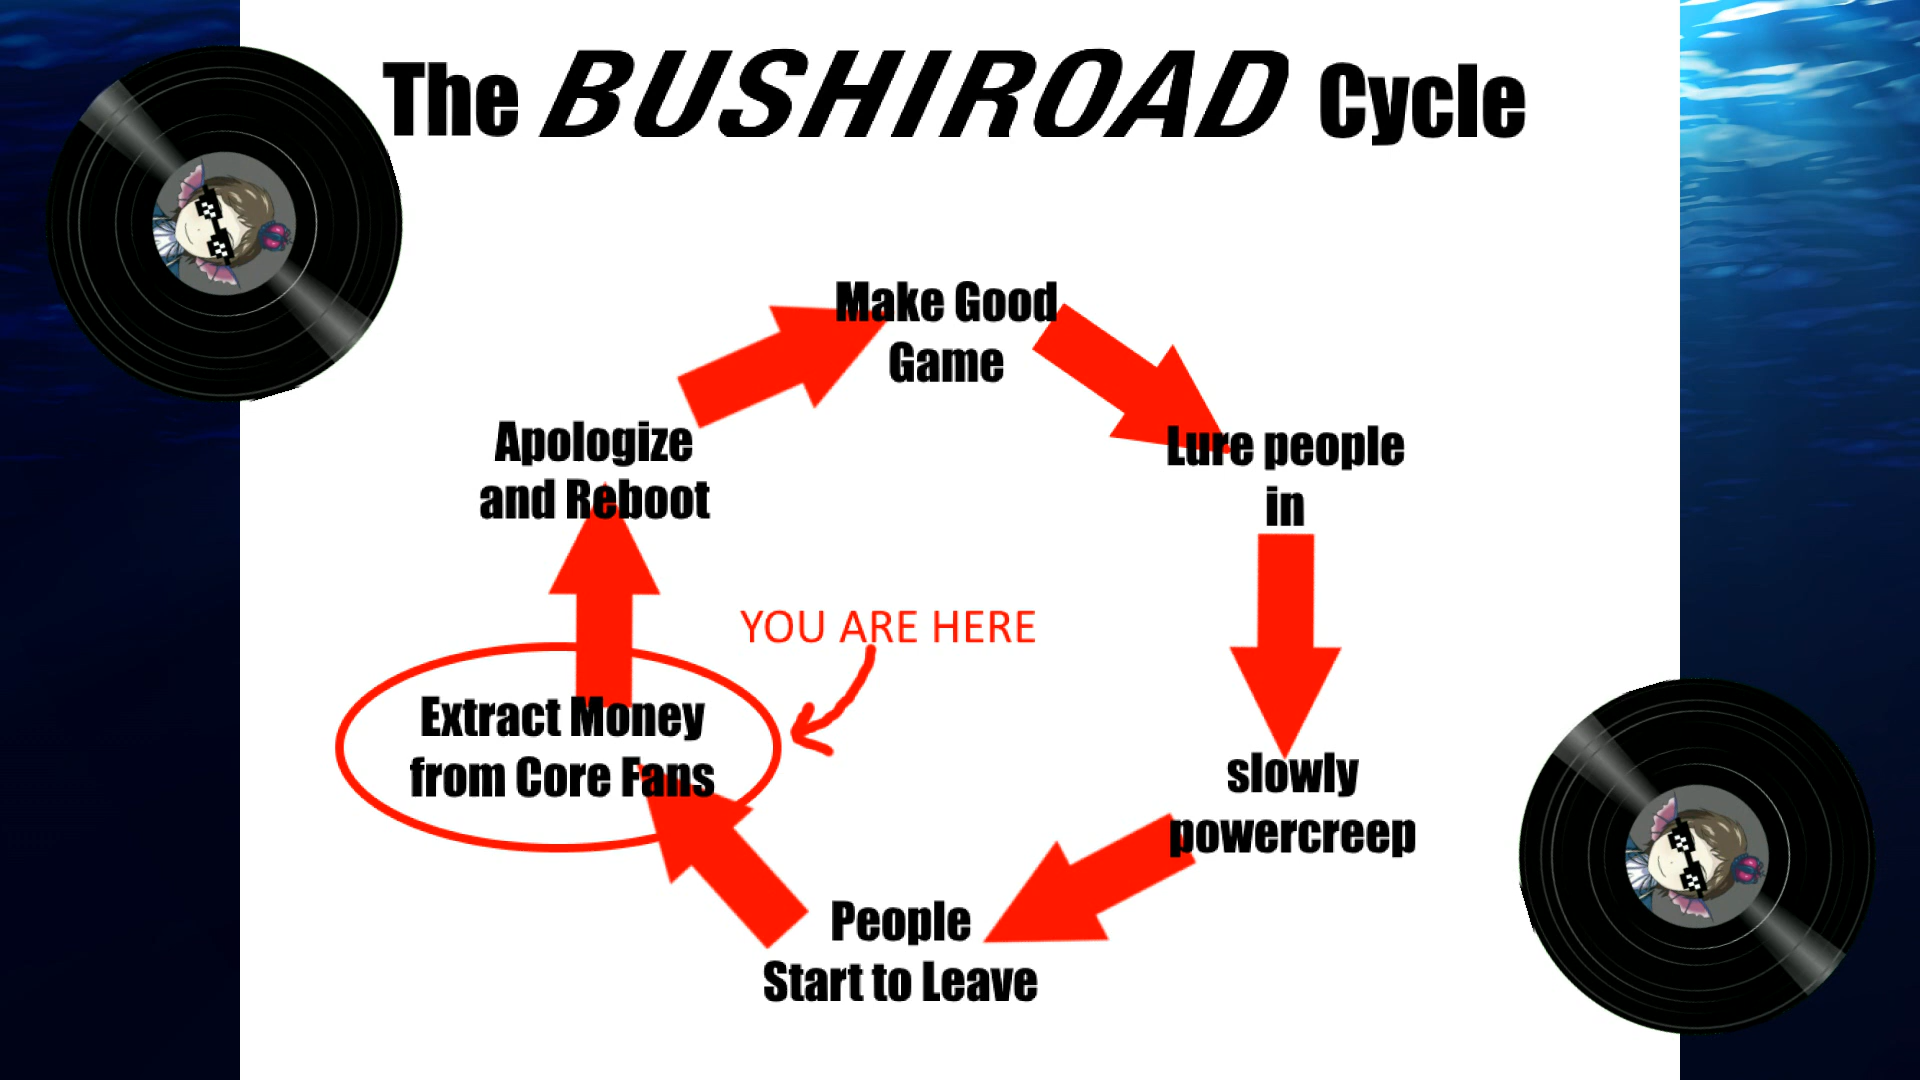 The BUSHIROAD Cycle
Make Good
Game
Lure people
in
slowly
powercreep
People
Start to Leave
Extract Money
from Core Fans
YOU ARE HERE
Apologize
and Reboot